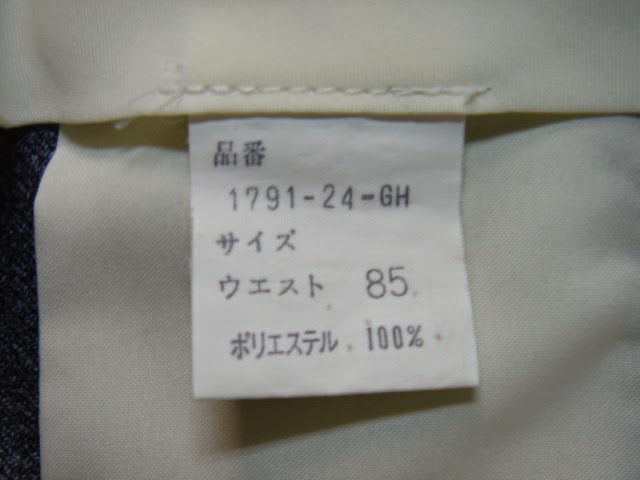 品番
1791-24-GH
サイズ
ウエスト 85
ポリエステル 100%